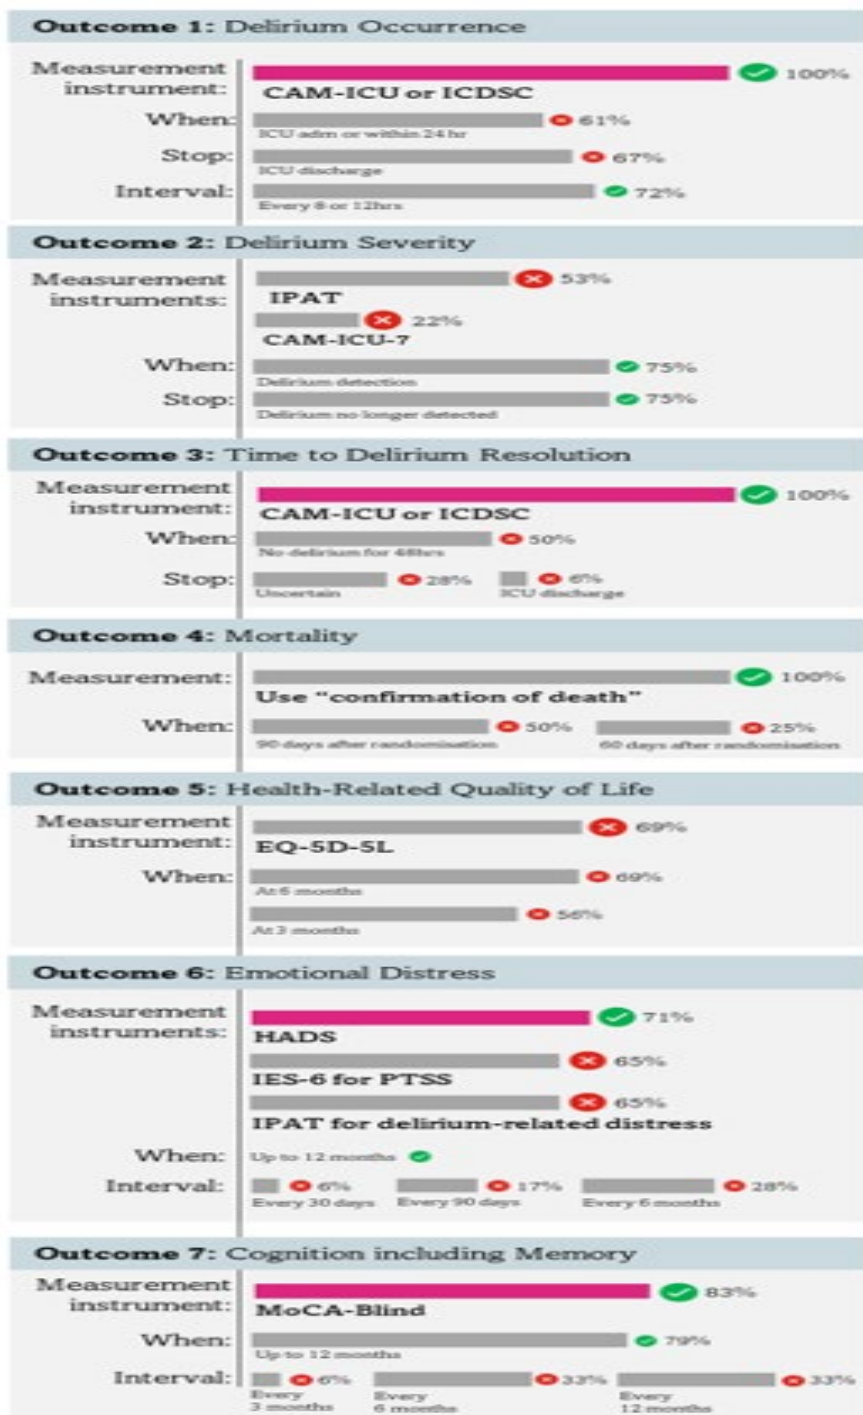 Outcome 1: Delirium Occurrence
Measurement
instrument:
100%
CAM-ICU or ICDSC
When:
61%
ICU adm or within 24 hr
Stop:
67%
ICU discharge
Interval:
72%
Every 8 or 12hrs
Outcome 2: Delirium Severity
Measurement
instruments:
53%
IPAT
22%
CAM-ICU-7
When:
75%
Delirium detection
Stop:
75%
Delirium no longer detected
Outcome 3: Time to Delirium Resolution
Measurement
instrument:
100%
CAM-ICU or ICDSC
When:
50%
No delirium for 48hrs
Stop:
28% 6%
Uncertain ICU discharge
Outcome 4: Mortality
Measurement:
100%
Use "confirmation of death"
When:
50% 25%
90 days after randomisation 60 days after randomisation
Outcome 5: Health-Related Quality of Life
Measurement
instrument:
69%
EQ-5D-5L
When:
69%
At 6 months
56%
At 3 months
Outcome 6: Emotional Distress
Measurement
instruments:
71%
HADS
65%
IES-6 for PTSS
65%
IPAT for delirium-related distress
When: Up to 12 months
Interval: 6% 17% 28%
Every 30 days Every 90 days Every 6 months
Outcome 7: Cognition including Memory
Measurement
instrument:
83%
MoCA-Blind
When:
79%
Up to 12 months
Interval: 6% 33% 33%
Every Every Every
3 months 6 months 12 months